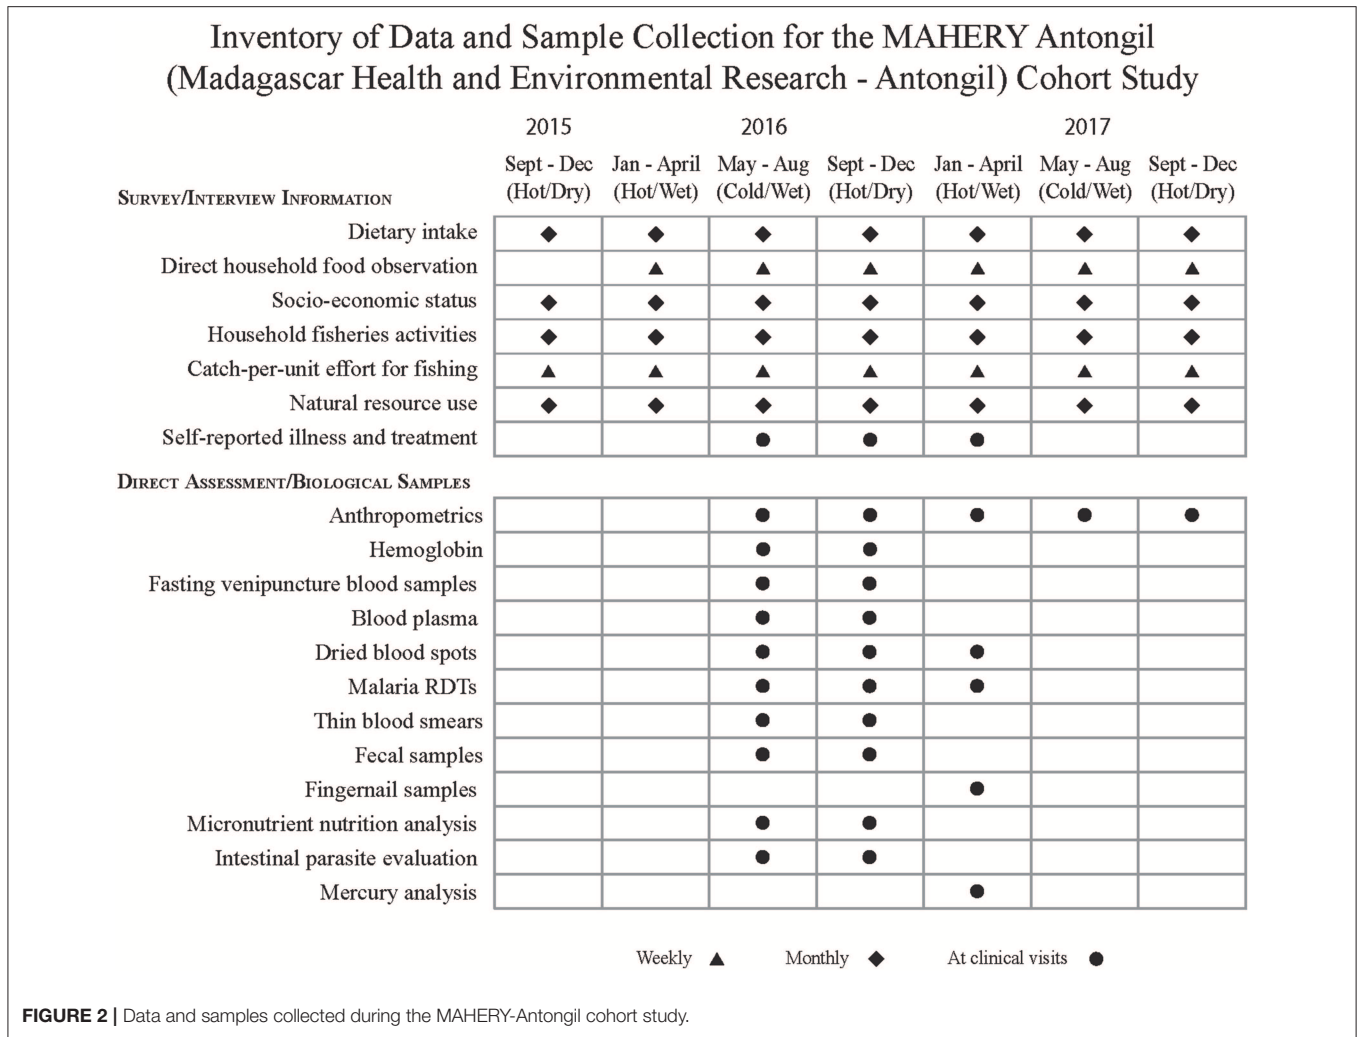 Inventory of Data and Sample Collection for the MAHERY Antongil
(Madagascar Health and Environmental Research - Antongil) Cohort Study
2015 2016 2017
Sept - Dec Jan - April May - Aug Sept - Dec Jan - April May - Aug Sept - Dec
(Hot/Dry) (Hot/Wet) (Cold/Wet) (Hot/Dry) (Hot/Wet) (Cold/Wet) (Hot/Dry)
SURVEY/INTERVIEW INFORMATION
Dietary intake
Direct household food observation
Socio-economic status
Household fisheries activities
Catch-per-unit effort for fishing
Natural resource use
Self-reported illness and treatment
DIRECT ASSESSMENT/BIOLOGICAL SAMPLES
Anthropometrics
Hemoglobin
Fasting venipuncture blood samples
Blood plasma
Dried blood spots
Malaria RDTs
Thin blood smears
Fecal samples
Fingernail samples
Micronutrient nutrition analysis
Intestinal parasite evaluation
Mercury analysis
Weekly Monthly At clinical visits
FIGURE 2 | Data and samples collected during the MAHERY-Antongil cohort study.